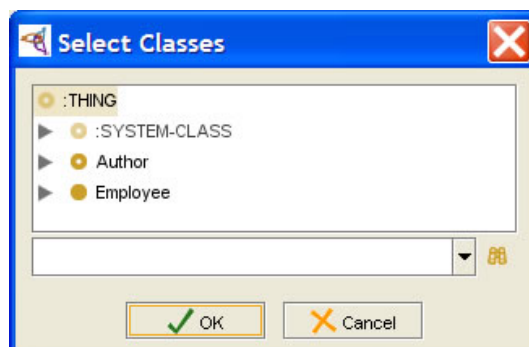 Select Classes
:THING
:SYSTEM-CLASS
Author
Employee
OK Cancel